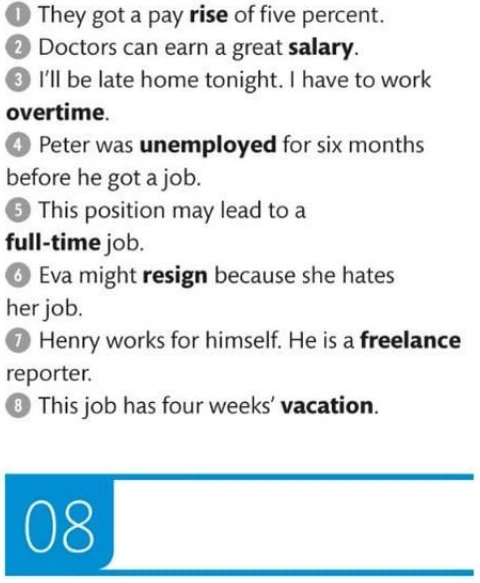 1 They got a pay rise of five percent.
2 Doctors can earn a great salary.
3 I'll be late home tonight. I have to work
overtime.
4 Peter was unemployed for six months
before he got a job.
5 This position may lead to a
full-time job.
6 Eva might resign because she hates
her job.
7 Henry works for himself. He is a freelance
reporter.
8 This job has four weeks' vacation.
08